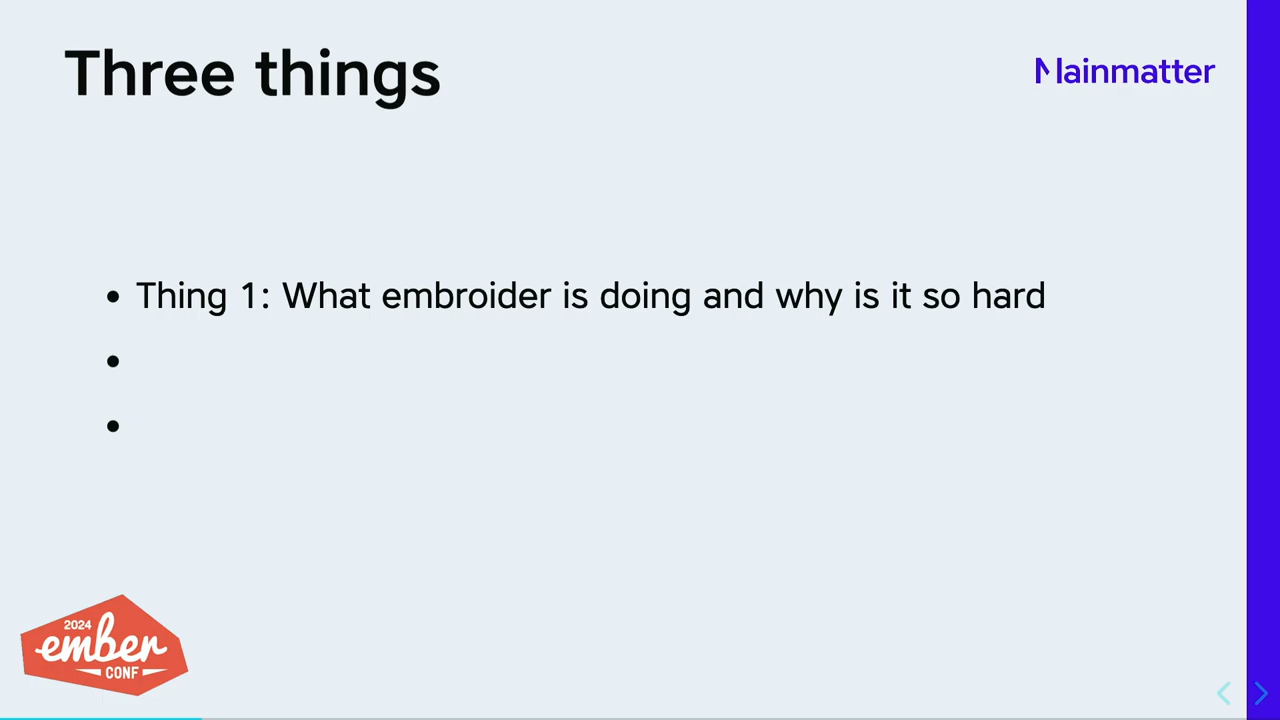 Three things
Mainmatter
• Thing 1: What embroider is doing and why is it so hard
•
•
2024
ember
CONF